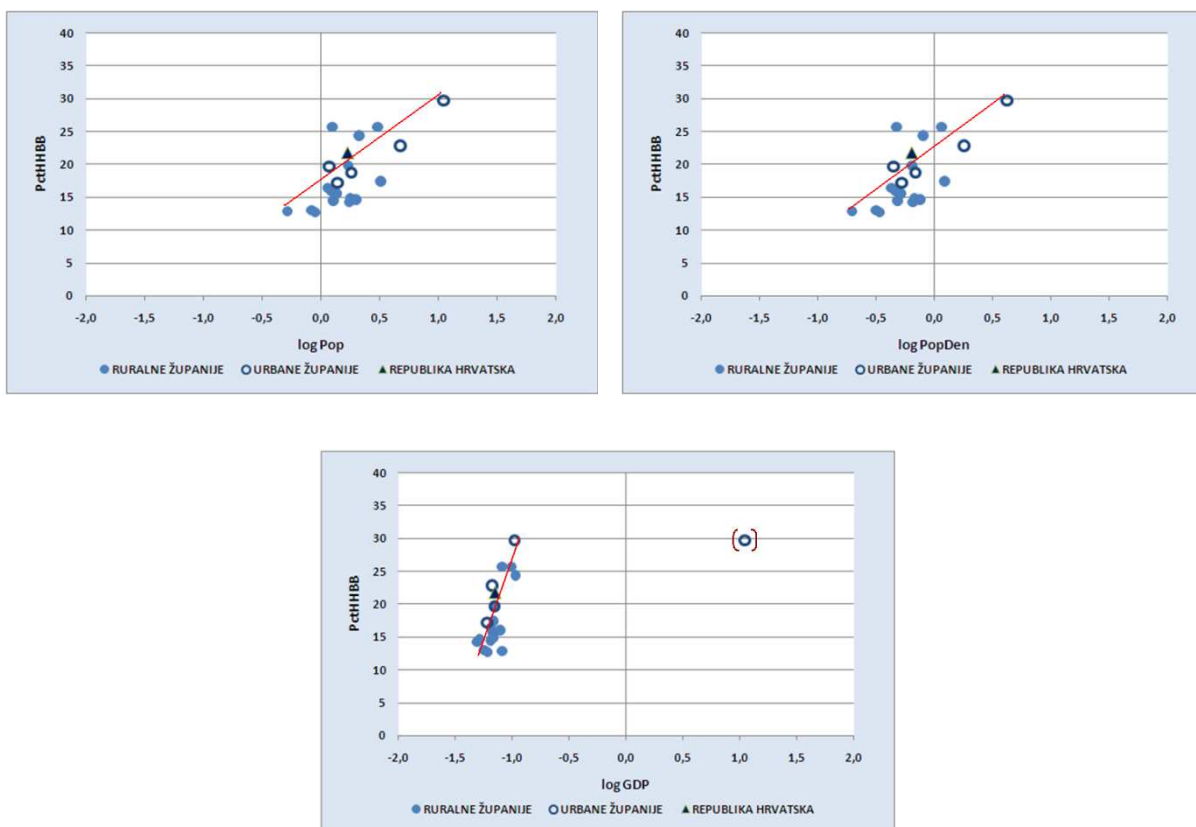 40
35
30
25
20
15
10
5
0
PctHHBB
-2,0 -1,5 -1,0 -0,5 0,0 0,5 1,0 1,5 2,0
log Pop
RURALNE ŽUPANIJE URBANE ŽUPANIJE REPUBLIKA HRVATSKA
40
35
30
25
20
15
10
5
0
PctHHBB
-2,0 -1,5 -1,0 -0,5 0,0 0,5 1,0 1,5 2,0
log PopDen
RURALNE ŽUPANIJE URBANE ŽUPANIJE REPUBLIKA HRVATSKA
40
35
30
25
20
15
10
5
0
PctHHBB
-2,0 -1,5 -1,0 -0,5 0,0 0,5 1,0 1,5 2,0
log GDP
RURALNE ŽUPANIJE URBANE ŽUPANIJE REPUBLIKA HRVATSKA